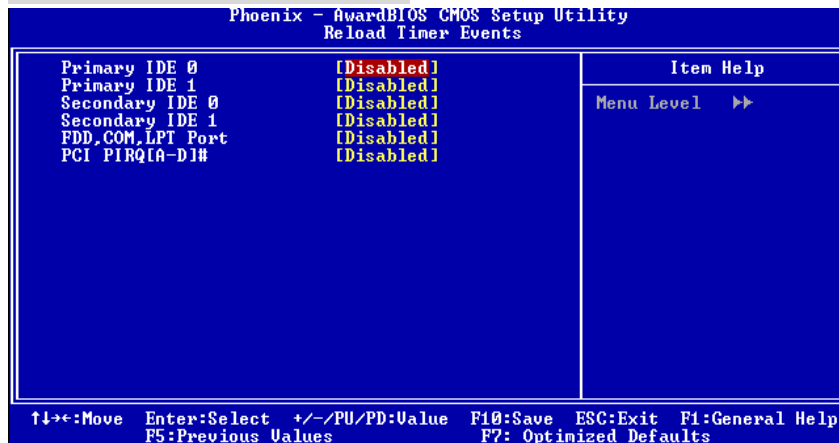 Phoenix - AwardBIOS CMOS Setup Utility
Reload Timer Events
Primary IDE 0 [Disabled]
Primary IDE 1 [Disabled]
Secondary IDE 0 [Disabled]
Secondary IDE 1 [Disabled]
FDD,COM,LPT Port [Disabled]
PCI PIRQ[A-D]# [Disabled]
Item Help
Menu Level ▶▶
↑↓→←:Move Enter:Select +/-/PU/PD:Value F10:Save ESC:Exit F1:General Help
F5:Previous Values F7: Optimized Defaults